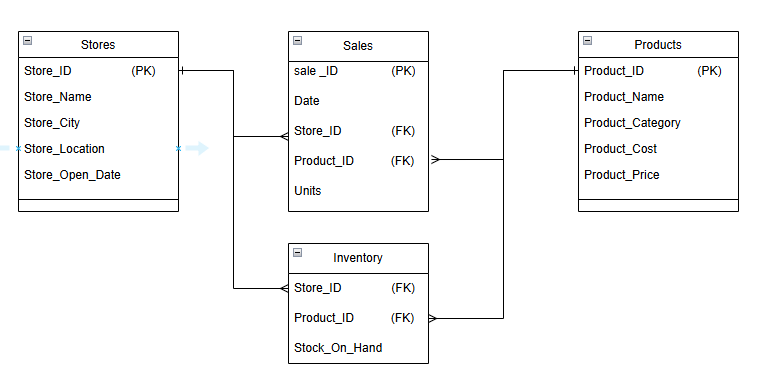 Stores
Store_ID (PK)
Store_Name
Store_City
Store_Location
Store_Open_Date
Sales
sale _ID (PK)
Date
Store_ID (FK)
Product_ID (FK)
Units
Products
Product_ID (PK)
Product_Name
Product_Category
Product_Cost
Product_Price
Inventory
Store_ID (FK)
Product_ID (FK)
Stock_On_Hand